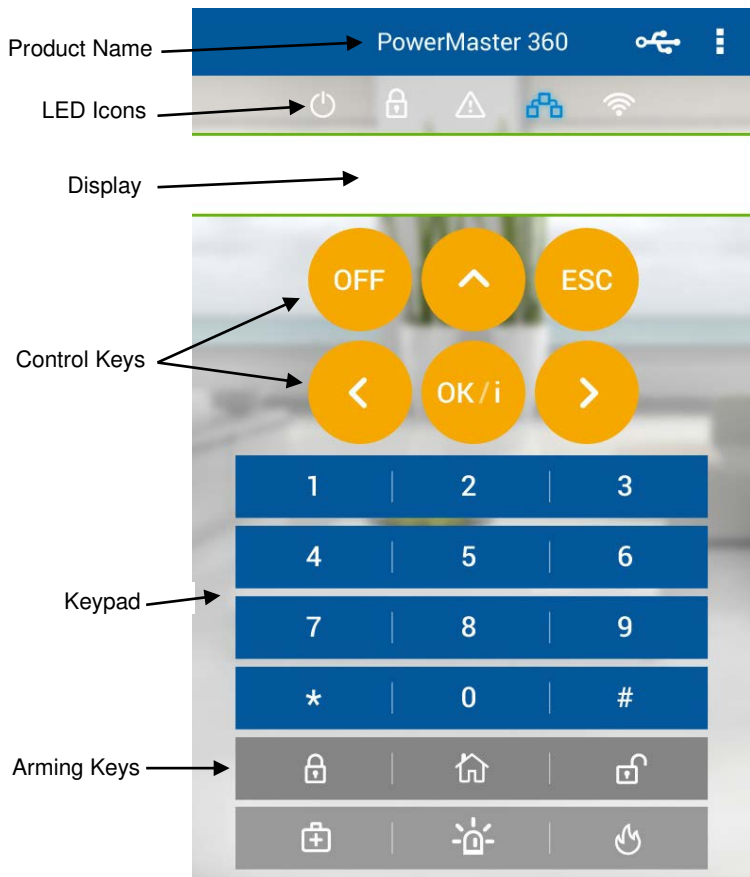 Product Name
PowerMaster 360
LED Icons
Display
OFF
ESC
Control Keys
OK/i
1 2 3
4 5 6
Keypad
7 8 9
* 0 #
Arming Keys